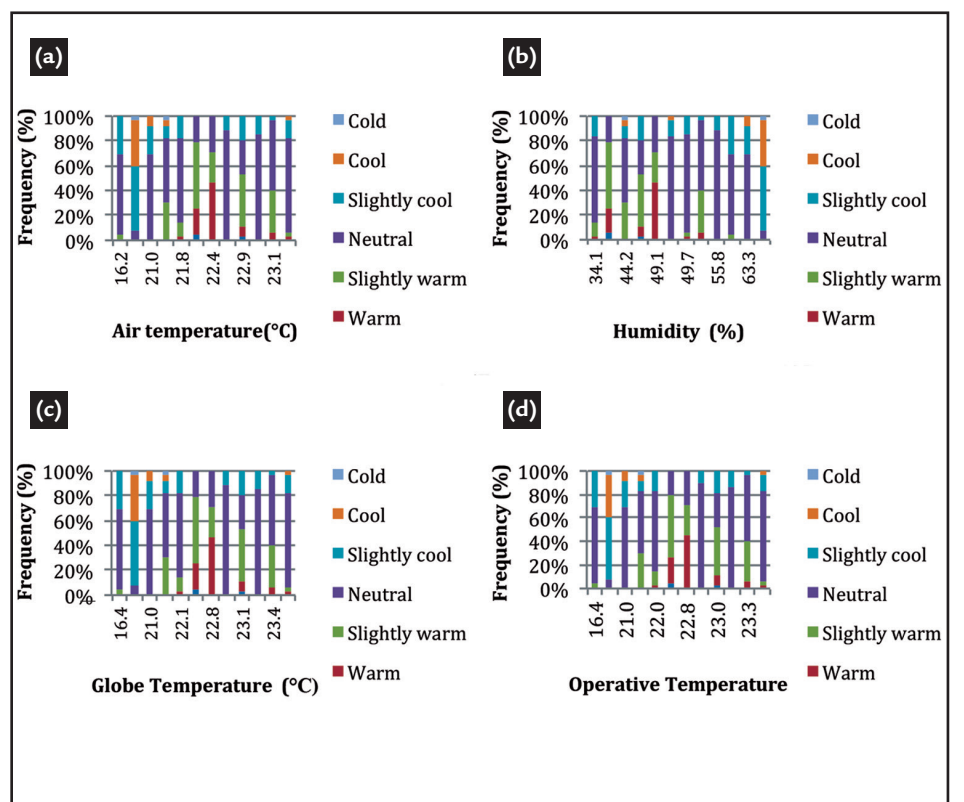 (a)
Frequency (%)
100%
80%
60%
40%
20%
0%
16.2
21.0
21.8
22.4
22.9
23.1
Air temperature(°C)
Cold
Cool
Slightly cool
Neutral
Slightly warm
Warm
(b)
Frequency (%)
100%
80%
60%
40%
20%
0%
34.1
44.2
49.1
49.7
55.8
63.3
Humidity (%)
Cold
Cool
Slightly cool
Neutral
Slightly warm
Warm
(c)
Frequency (%)
100%
80%
60%
40%
20%
0%
16.4
21.0
22.1
22.8
23.1
23.4
Globe Temperature (°C)
Cold
Cool
Slightly cool
Neutral
Slightly warm
Warm
(d)
Frequency (%)
100%
80%
60%
40%
20%
0%
16.4
21.0
22.0
22.8
23.0
23.3
Operative Temperature
Cold
Cool
Slightly cool
Neutral
Slightly warm
Warm